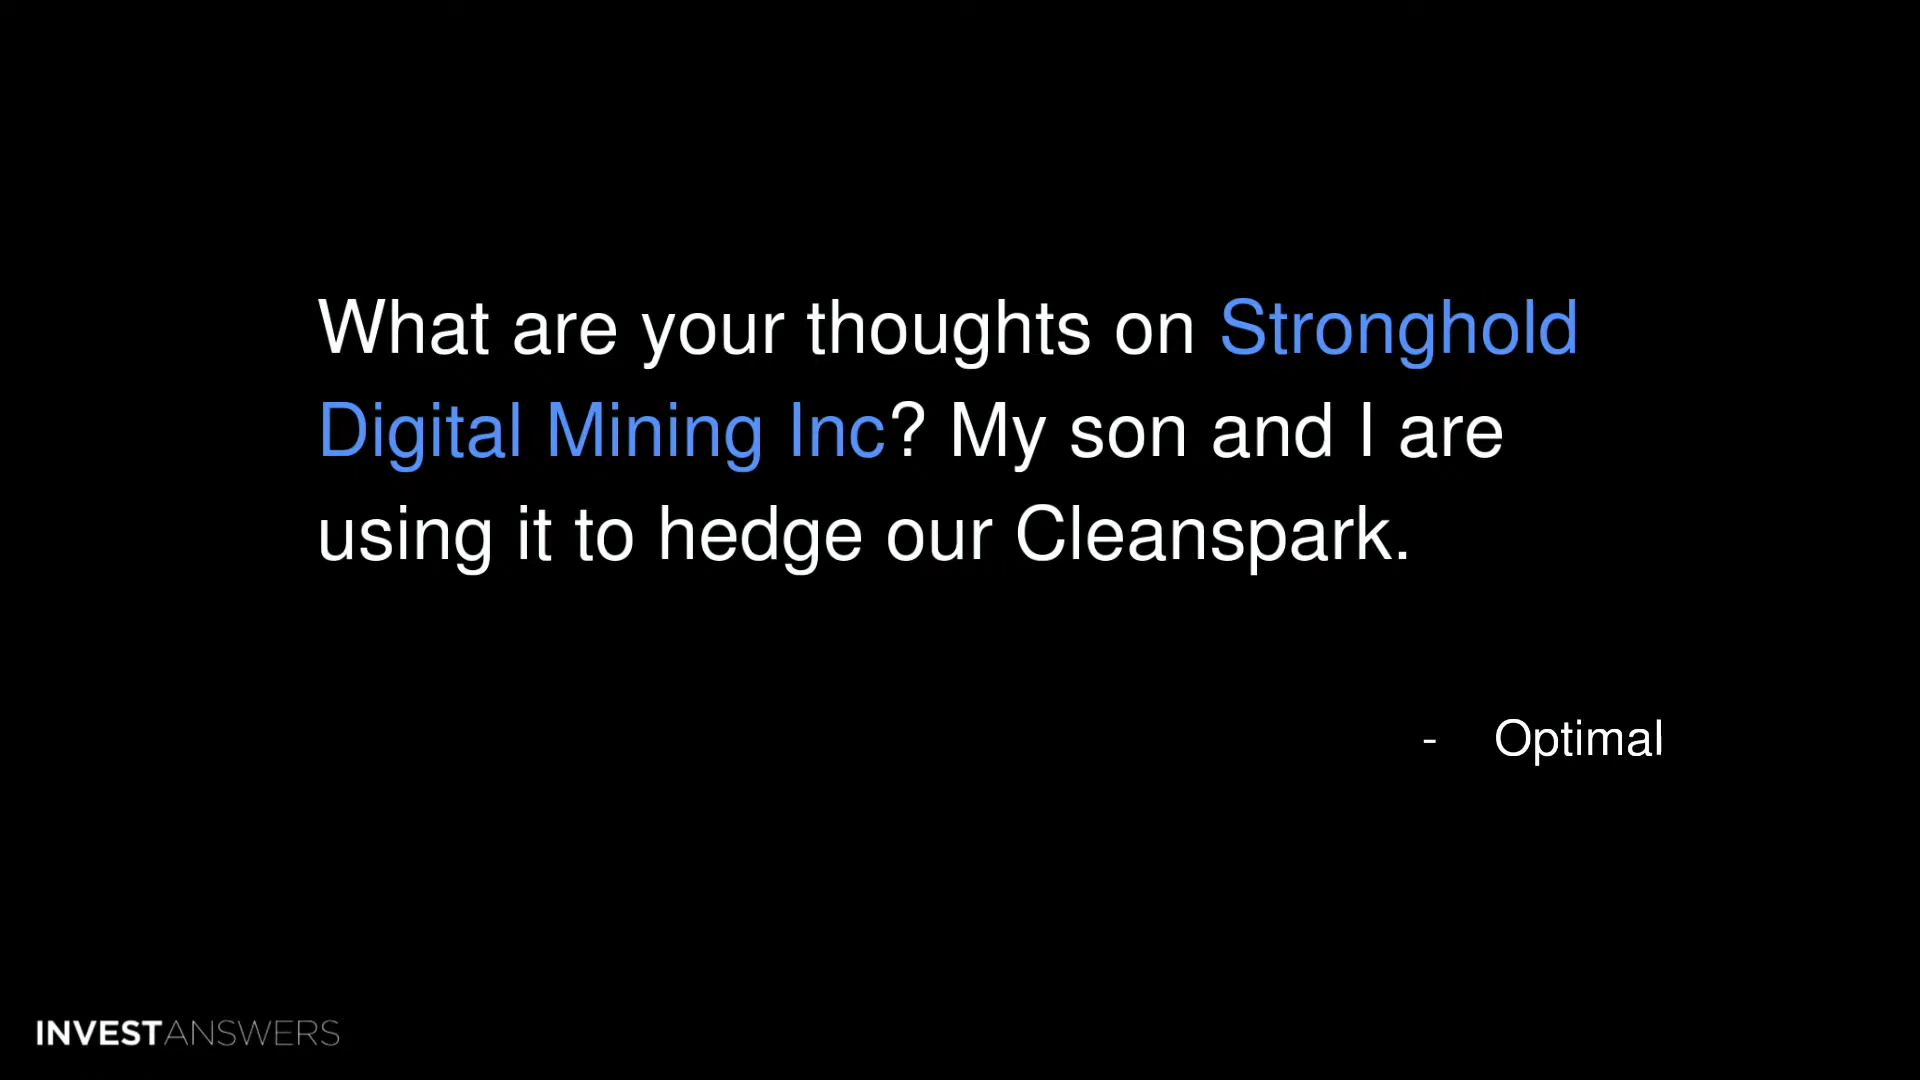 What are your thoughts on Stronghold
Digital Mining Inc? My son and I are
using it to hedge our Cleanspark.
- Optimal
INVESTANSWERS